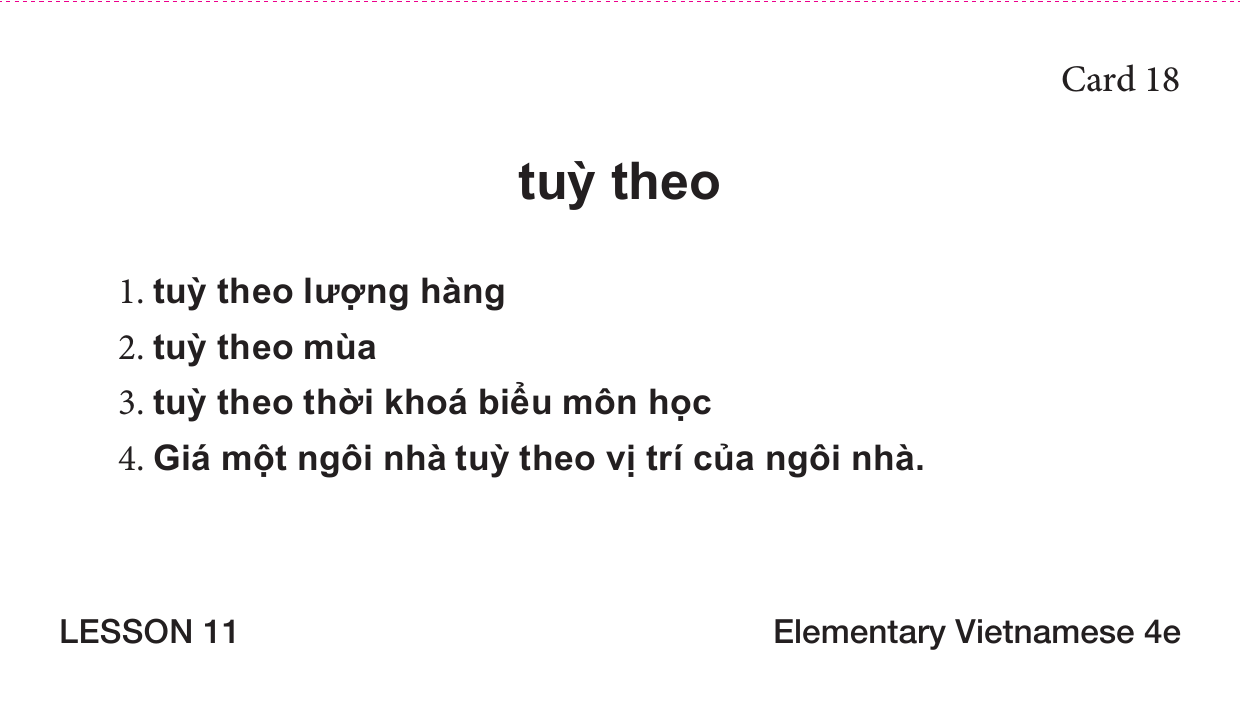 Card 18
tuỳ theo
1. tuỳ theo lượng hàng
2. tuỳ theo mùa
3. tuỳ theo thời khoá biểu môn học
4. Giá một ngôi nhà tuỳ theo vị trí của ngôi nhà.
LESSON 11 Elementary Vietnamese 4e